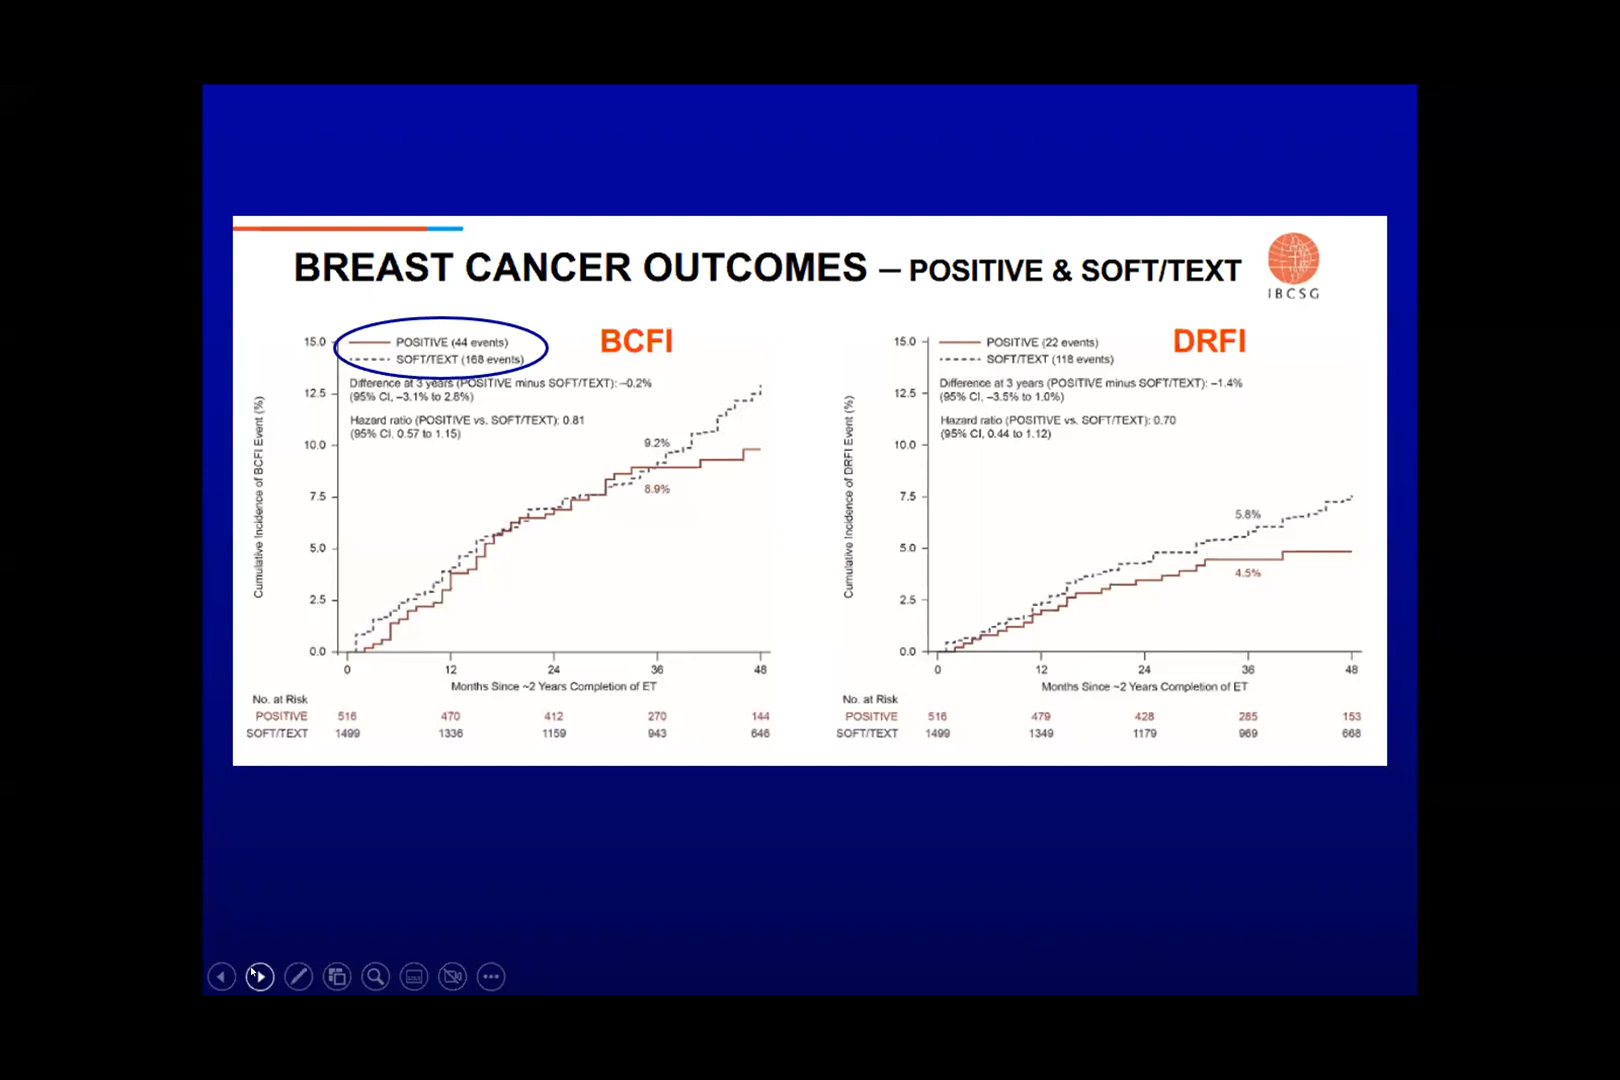 BREAST CANCER OUTCOMES – POSITIVE & SOFT/TEXT
IBCSG
BCFI
15.0
12.5
10.0
7.5
5.0
2.5
0.0
Cumulative Incidence of BCFI Event (%)
POSITIVE (44 events)
SOFT/TEXT (168 events)
Difference at 3 years (POSITIVE minus SOFT/TEXT): –0.2%
(95% CI, –3.1% to 2.8%)
Hazard ratio (POSITIVE vs. SOFT/TEXT): 0.81
(95% CI, 0.57 to 1.15)
9.2%
8.9%
0 12 24 36 48
Months Since ~2 Years Completion of ET
No. at Risk
POSITIVE 516 470 412 270 144
SOFT/TEXT 1499 1336 1159 943 646
DRFI
15.0
12.5
10.0
7.5
5.0
2.5
0.0
Cumulative Incidence of DRFI Event (%)
POSITIVE (22 events)
SOFT/TEXT (118 events)
Difference at 3 years (POSITIVE minus SOFT/TEXT): –1.4%
(95% CI, –3.5% to 1.0%)
Hazard ratio (POSITIVE vs. SOFT/TEXT): 0.70
(95% CI, 0.44 to 1.12)
5.8%
4.5%
0 12 24 36 48
Months Since ~2 Years Completion of ET
No. at Risk
POSITIVE 516 479 428 285 153
SOFT/TEXT 1499 1349 1179 969 668